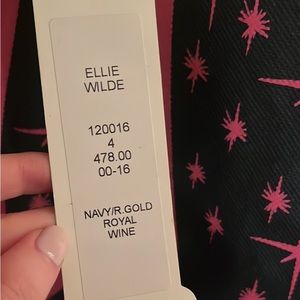 ELLIE
WILDE
120016
4
478.00
00-16
NAVY/R.GOLD
ROYAL
WINE